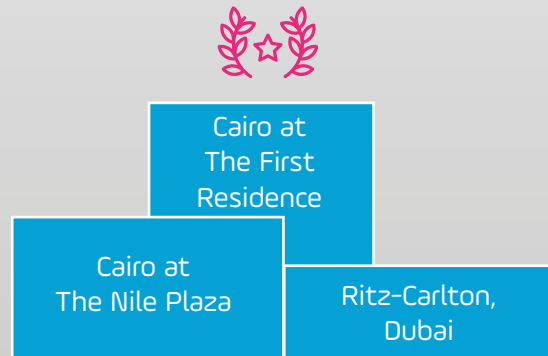 Cairo at
The First
Residence
Cairo at
The Nile Plaza
Ritz-Carlton,
Dubai